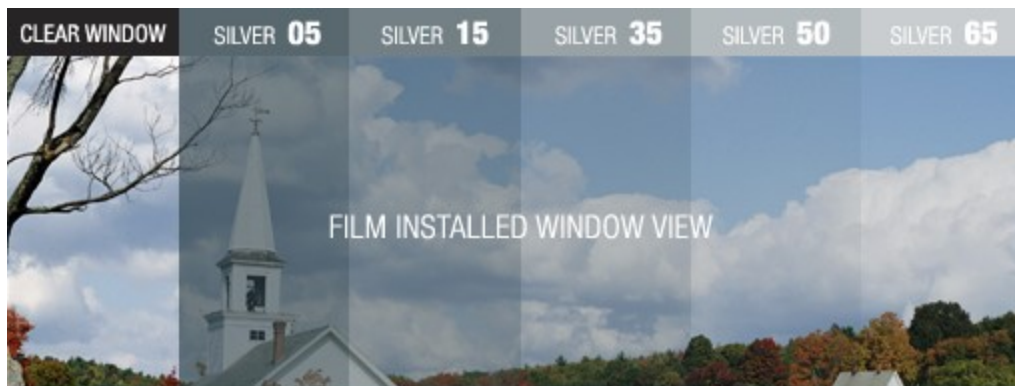 CLEAR WINDOW
SILVER 05
SILVER 15
SILVER 35
SILVER 50
SILVER 65
FILM INSTALLED WINDOW VIEW